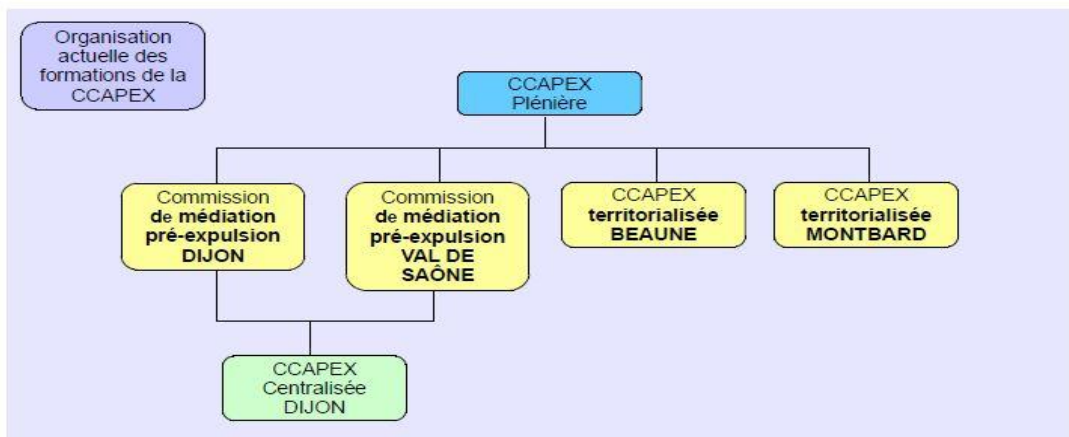 Organisation
actuelle des
formations de la
CCAPEX
CCAPEX
Plénière
Commission
de médiation
pré-expulsion
DIJON
Commission
de médiation
pré-expulsion
VAL DE
SAÔNE
CCAPEX
territorialisée
BEAUNE
CCAPEX
territorialisée
MONTBARD
CCAPEX
Centralisée
DIJON